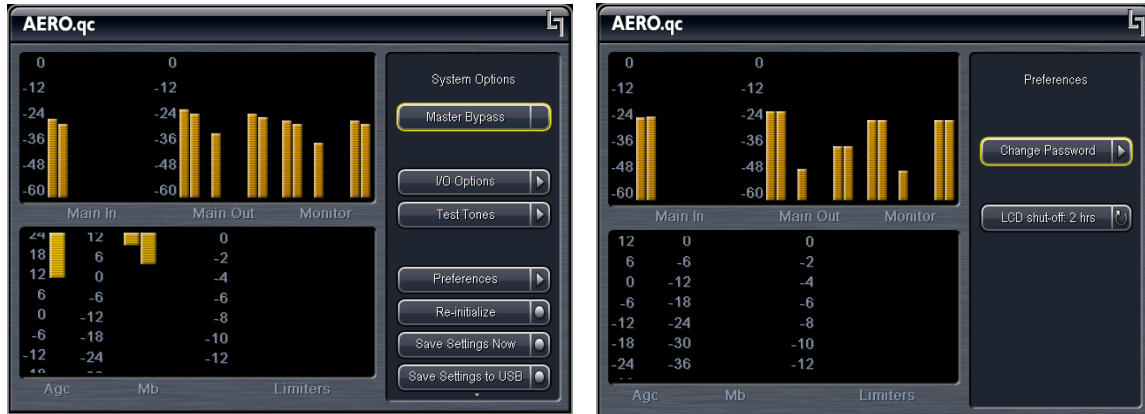 AERO.qc
0 0
-12 -12
-24 -24
-36 -36
-48 -48
-60 -60
Main In Main Out Monitor
24 12 0
18 6 -2
12 0 -4
6 -6 -6
0 -12 -8
-6 -18 -10
-12 -24 -12
Agc Mb Limiters
System Options
Master Bypass
I/O Options
Test Tones
Preferences
Re-initialize
Save Settings Now
Save Settings to USB
AERO.qc
0 0
-12 -12
-24 -24
-36 -36
-48 -48
-60 -60
Main In Main Out Monitor
12 0 0
6 -6 -2
0 -12 -4
-6 -18 -6
-12 -24 -8
-18 -30 -10
-24 -36 -12
Agc Mb Limiters
Preferences
Change Password
LCD shut-off: 2 hrs